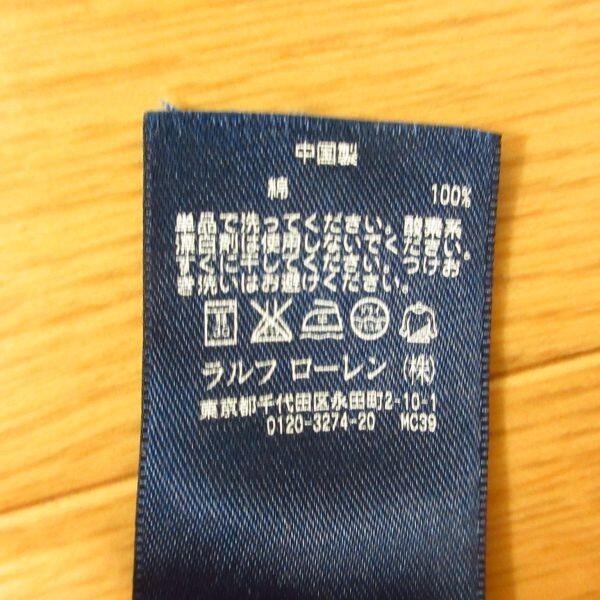 中国製
綿 100%
単品で洗ってください。酸素系
漂白剤は使用しないでください。
すぐに干してください。つけお
き洗いはお避けください。
ラルフ ローレン (株)
東京都千代田区永田町2-10-1
0120-3274-20 MC39